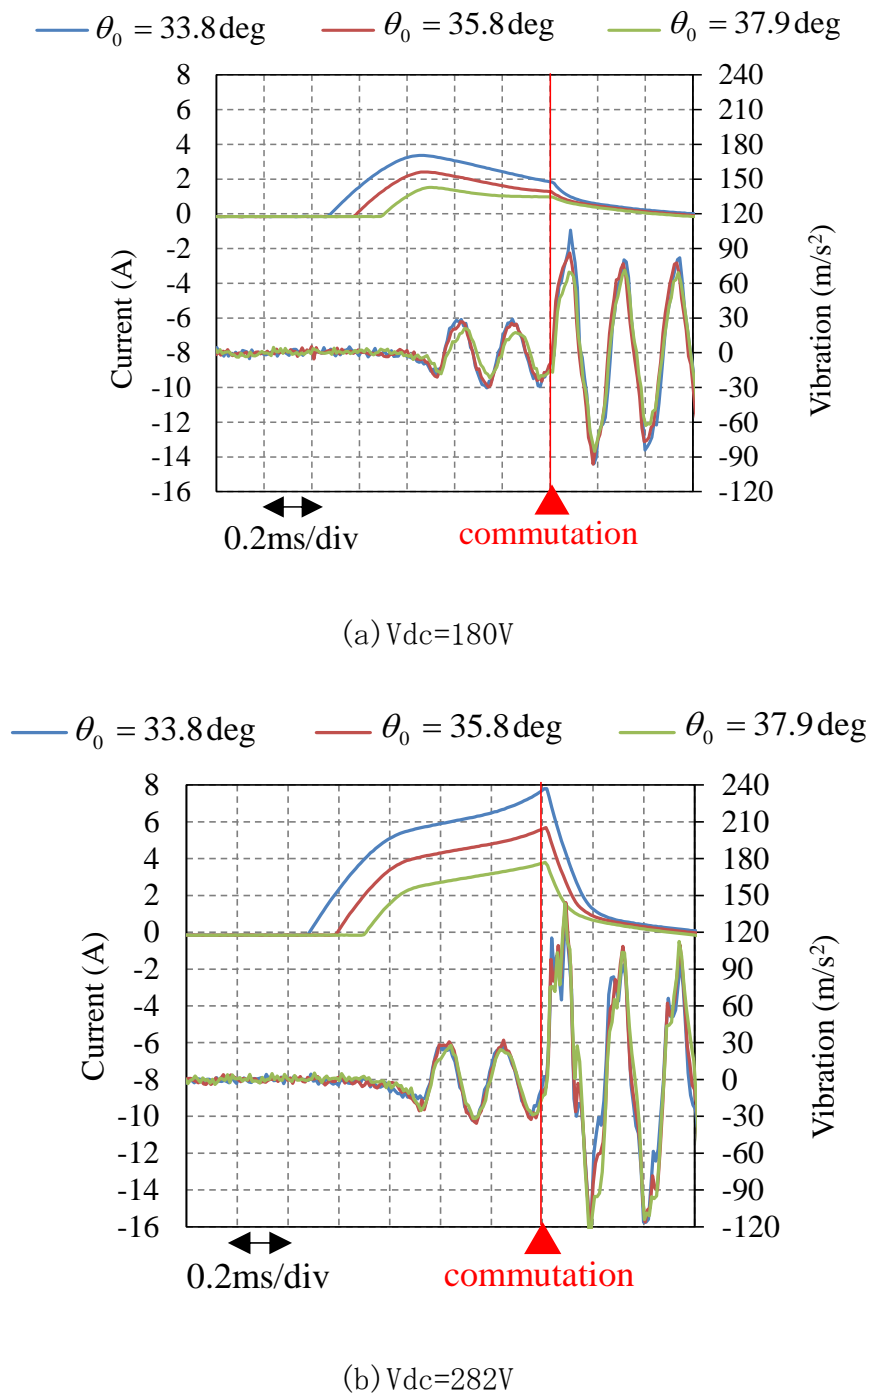 θ₀ = 33.8deg θ₀ = 35.8deg θ₀ = 37.9deg
8 240
6 210
4 180
2 150
0 120
-2 90
-4 60
-6 30
-8 0
-10 -30
-12 -60
-14 -90
-16 -120
Current (A)
Vibration (m/s²)
0.2ms/div commutation
(a)Vdc=180V
θ₀ = 33.8deg θ₀ = 35.8deg θ₀ = 37.9deg
8 240
6 210
4 180
2 150
0 120
-2 90
-4 60
-6 30
-8 0
-10 -30
-12 -60
-14 -90
-16 -120
Current (A)
Vibration (m/s²)
0.2ms/div commutation
(b)Vdc=282V